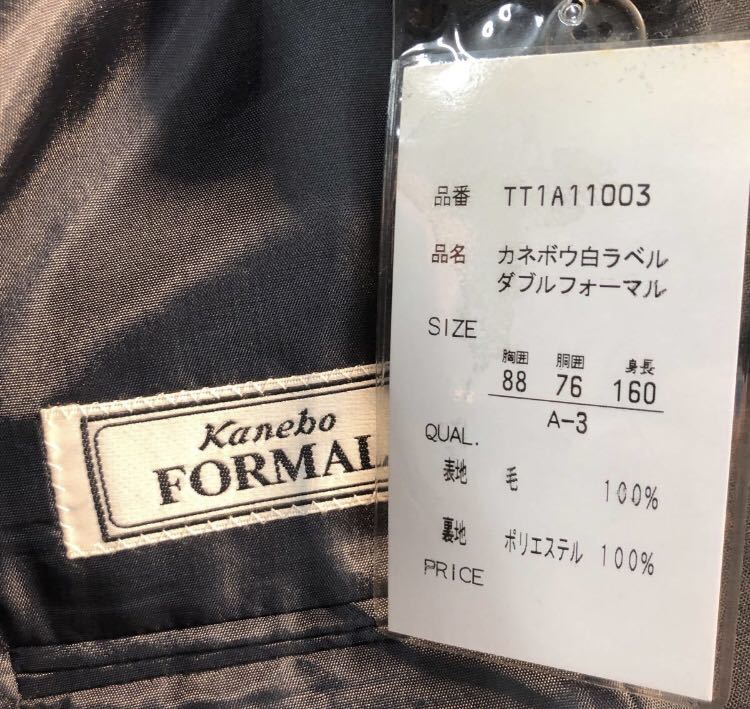 Kanebo
FORMAL
品番 TT1A11003
品名 カネボウ白ラベル
ダブルフォーマル
SIZE
胸囲 胴囲 身長
88 76 160
A-3
QUAL.
表地 毛 100%
裏地 ポリエステル 100%
PRICE